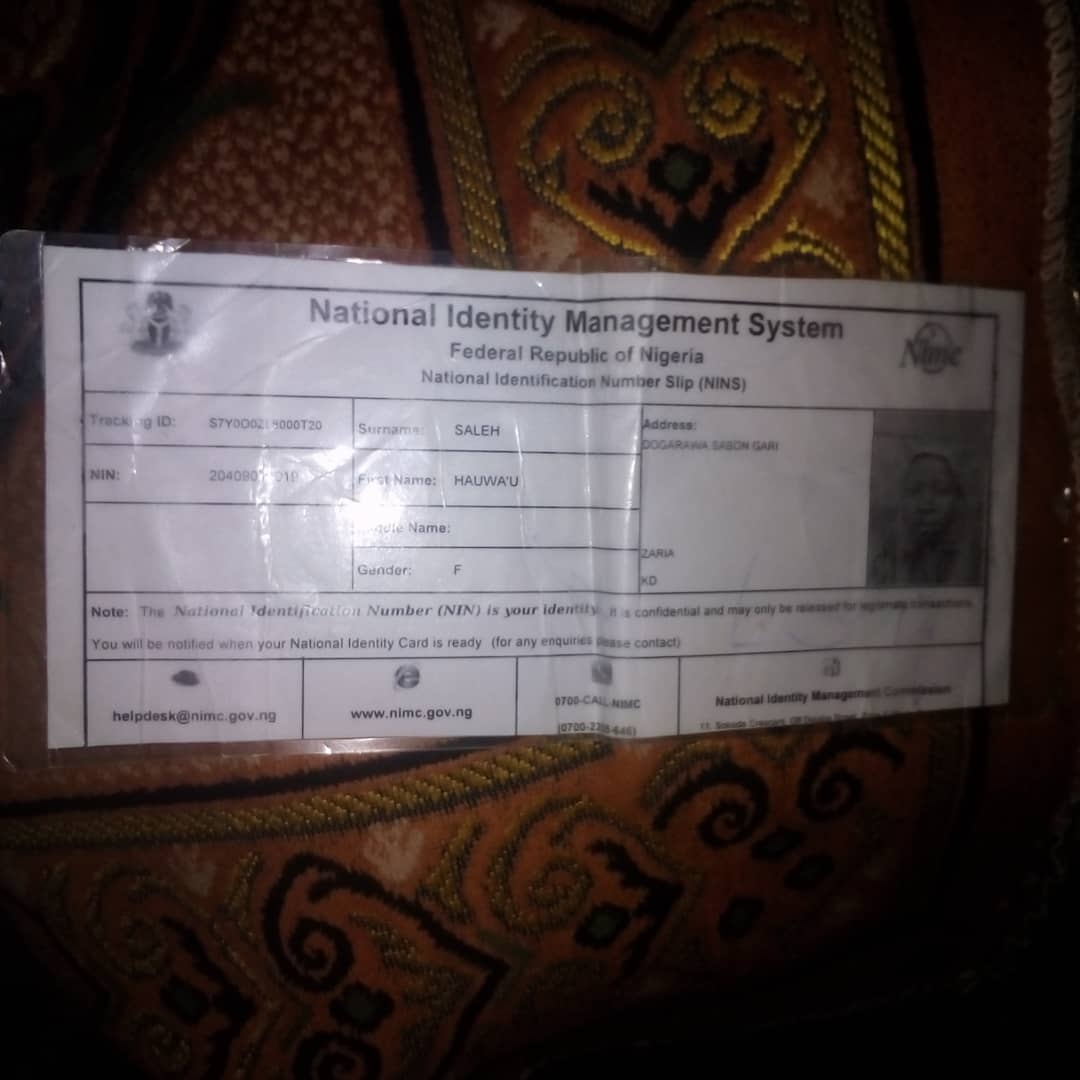 National Identity Management System
Federal Republic of Nigeria
National Identification Number Slip (NINS)
nimc
Tracking ID:
Surname: SALEH
Address:
DOGARAWA SABON GARI
NIN:
First Name: HAUWA'U
Middle Name:
ZARIA
Gender: F
KD
Note: The National Identification Number (NIN) is your identity. It is confidential and may only be released for legitimate transactions.
You will be notified when your National Identity Card is ready (for any enquiries please contact)
helpdesk@nimc.gov.ng
www.nimc.gov.ng
0700-CALL-NIMC
National Identity Management Commission